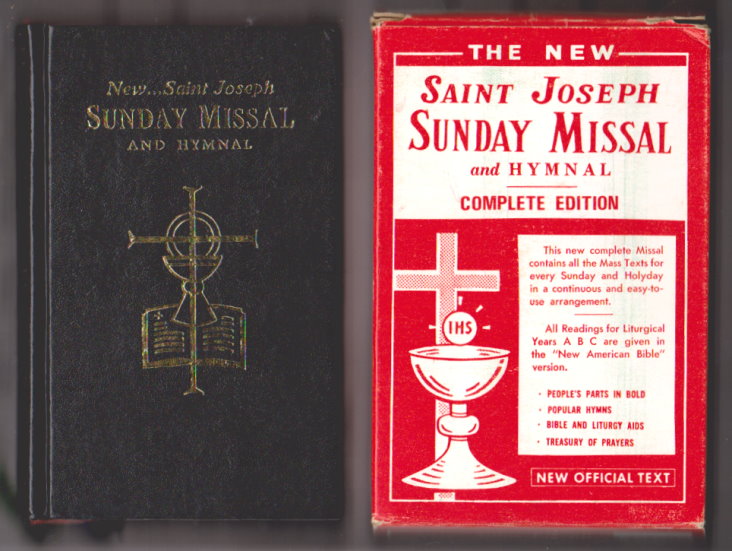 New...Saint Joseph
SUNDAY MISSAL
AND HYMNAL
THE NEW
SAINT JOSEPH
SUNDAY MISSAL
and HYMNAL
COMPLETE EDITION
This new complete Missal
contains all the Mass Texts for
every Sunday and Holyday
in a continuous and easy-to-
use arrangement.
All Readings for Liturgical
Years A B C are given in
the "New American Bible"
version.
· PEOPLE'S PARTS IN BOLD
· POPULAR HYMNS
· BIBLE AND LITURGY AIDS
· TREASURY OF PRAYERS
IHS
NEW OFFICIAL TEXT